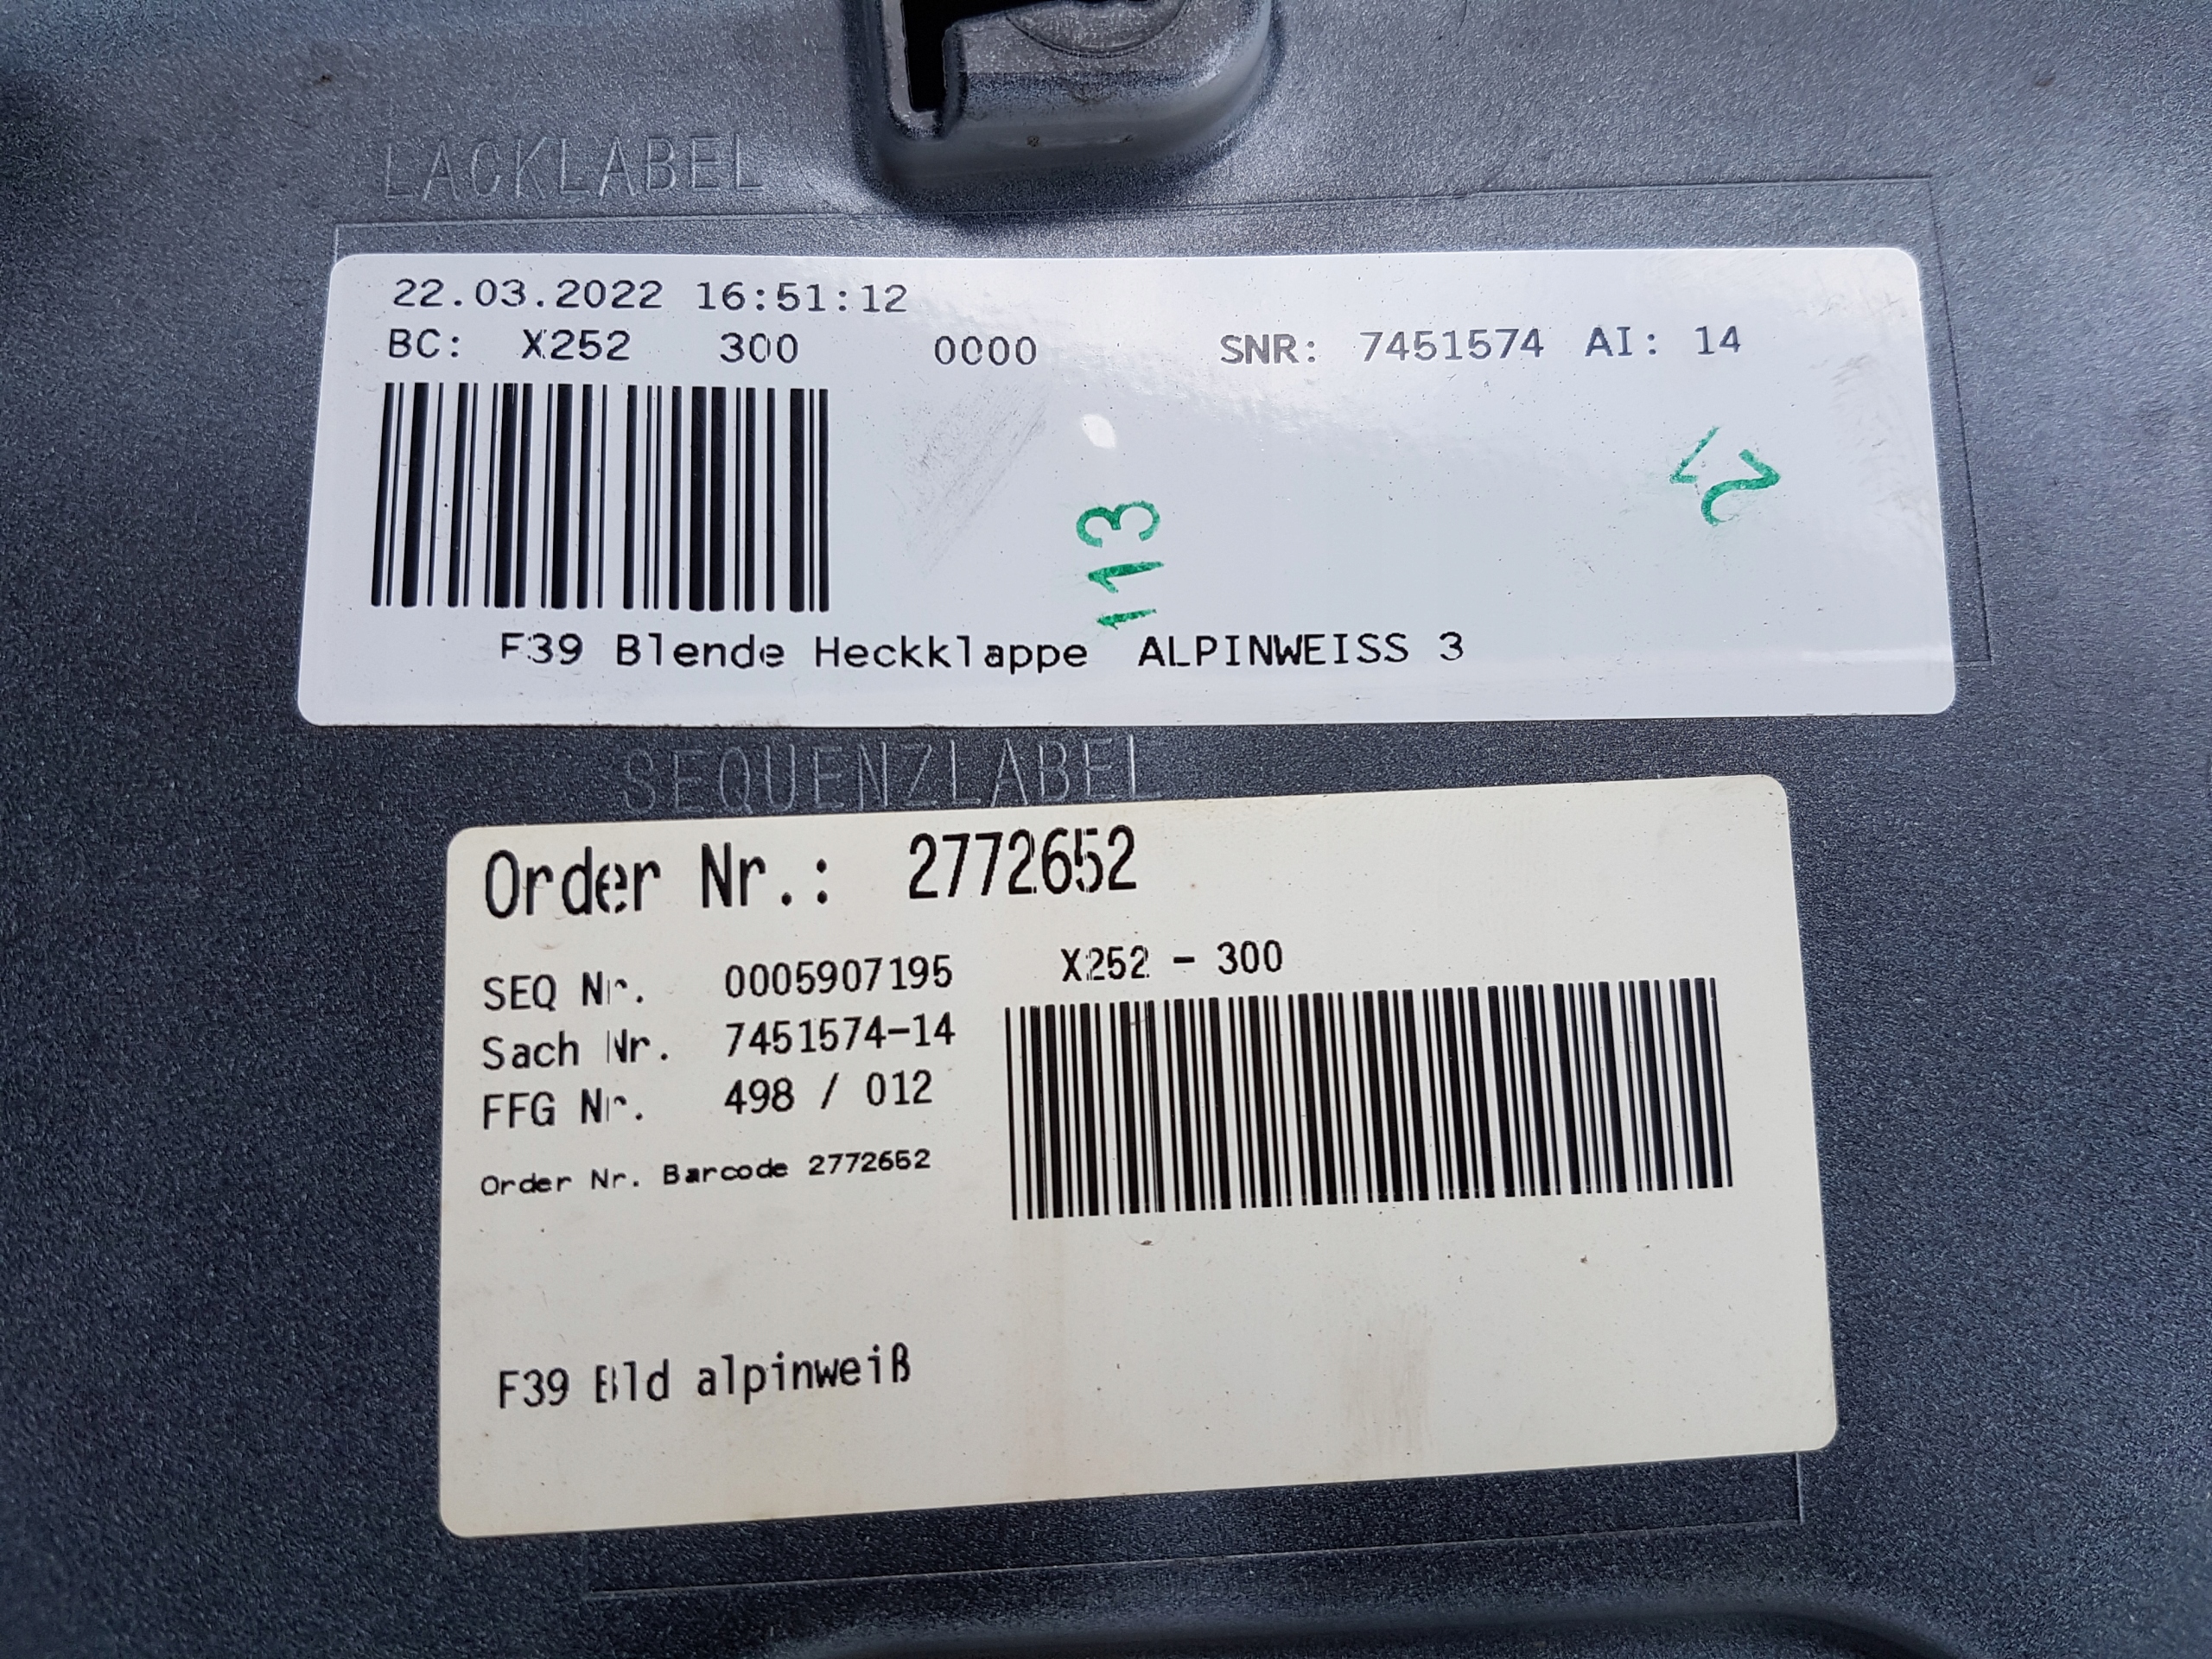 LACKLABEL
22.03.2022 16:51:12
BC: X252 300 0000 SNR: 7451574 AI: 14
113
F39 Blende Heckklappe ALPINWEISS 3
SEQUENZLABEL
Order Nr.: 2772652
SEQ Nr. 0005907195 X252 - 300
Sach Nr. 7451574-14
FFG Nr. 498 / 012
Order Nr. Barcode 2772652
F39 Bld alpinweiß